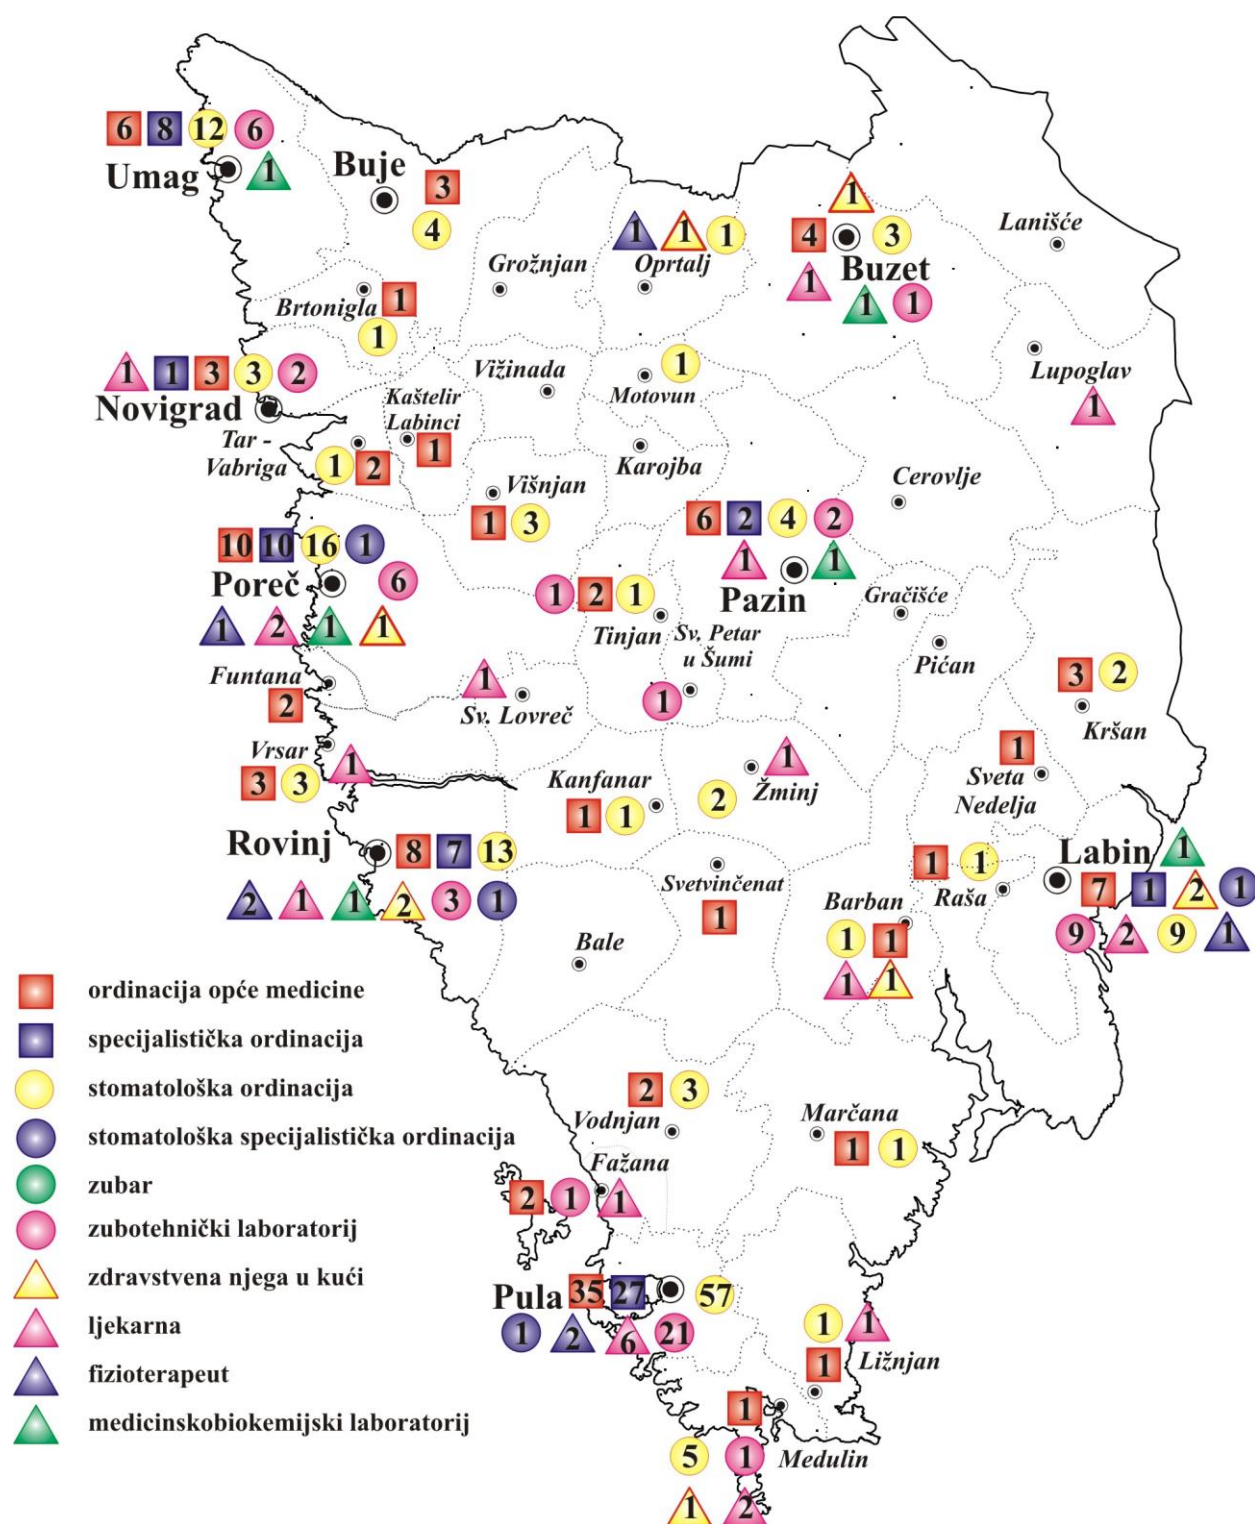 6 8 12 6
Umag 1
Buje 3
4
1
1 1 1
Oprtalj
4 3
Buzet
1 1 1
Lanišće
Grožnjan
Brtonigla 1
1
1 1 3 3 2
Novigrad
Vižinada
1
Motovun
Lupoglav
1
Kaštelir
Labinci
1
Tar -
Vabriga
1 2
Karojba
Cerovlje
Višnjan
1 3
6 2 4 2
1 1
Pazin
10 10 16 1
Poreč 6
1 2 1 1
1 2 1
Tinjan
Sv. Petar
u Šumi
1
Gračišće
Pićan
Funtana
2
1
Sv. Lovreč
3 2
Kršan
Vrsar
1
3 3
Kanfanar
1 1
1
2 Žminj
1
Sveta
Nedelja
Rovinj 8 7 13
2 1 1 2 3 1
Svetvinčenat
1
1 1
Raša
Labin 1
7 1 2 1
9 2 9 1
Barban
1 1
1 1
Bale
ordinacija opće medicine
specijalistička ordinacija
stomatološka ordinacija
stomatološka specijalistička ordinacija
zubar
zubotehnički laboratorij
zdravstvena njega u kući
ljekarna
fizioterapeut
medicinskobiokemijski laboratorij
2 3
Vodnjan
Marčana
1 1
Fažana
2 1 1
Pula 35 27 57
1 2 6 21
1 1
1 Ližnjan
1
Medulin
5 1
1 2